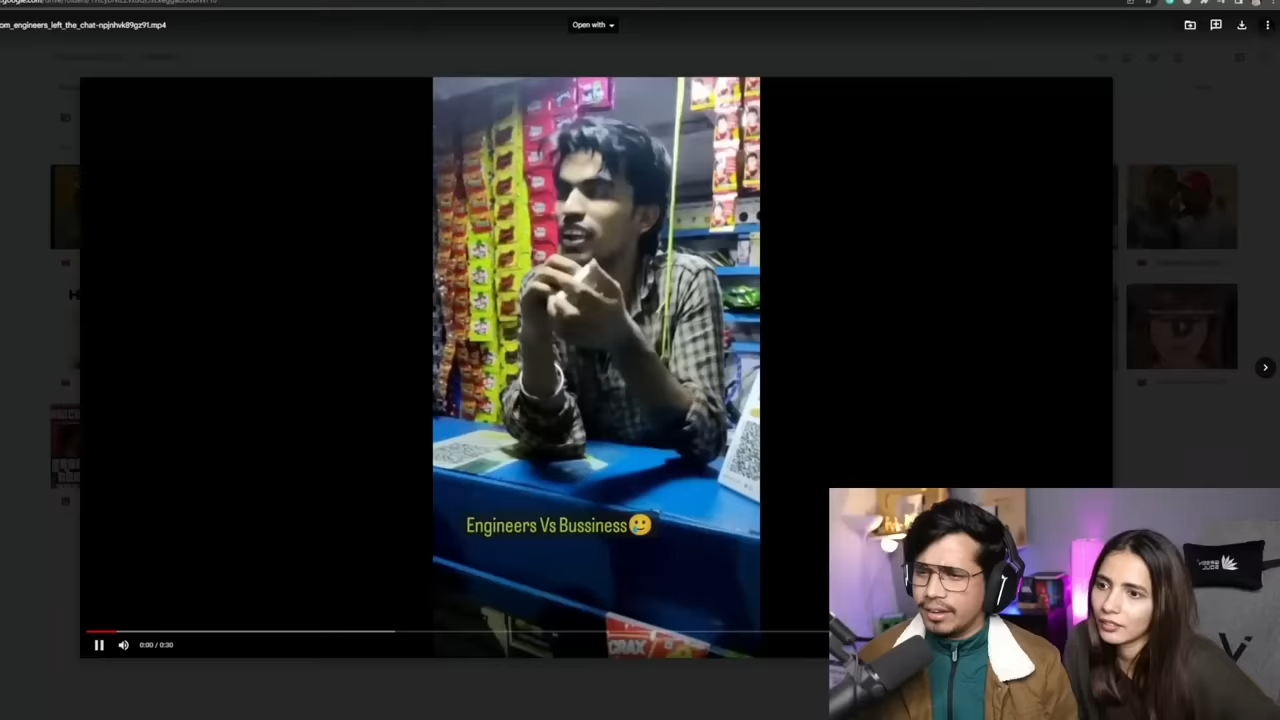 om_engineers_left_the_chat-npjnhvk89gz91.mp4
Open with
Engineers Vs Bussiness🥲
CRAX
0:00 / 0:30